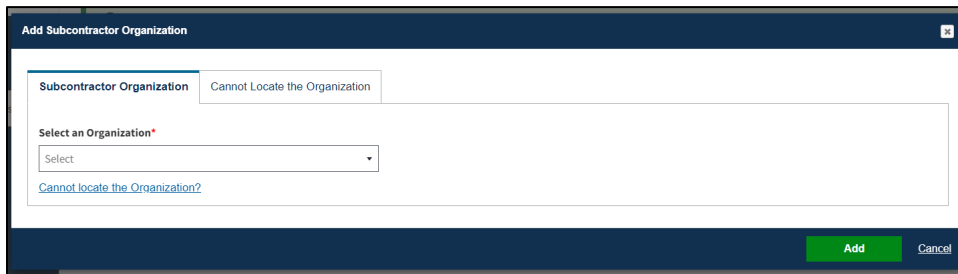 Add Subcontractor Organization
Subcontractor Organization
Cannot Locate the Organization
Select an Organization*
Select
Cannot locate the Organization?
Add
Cancel